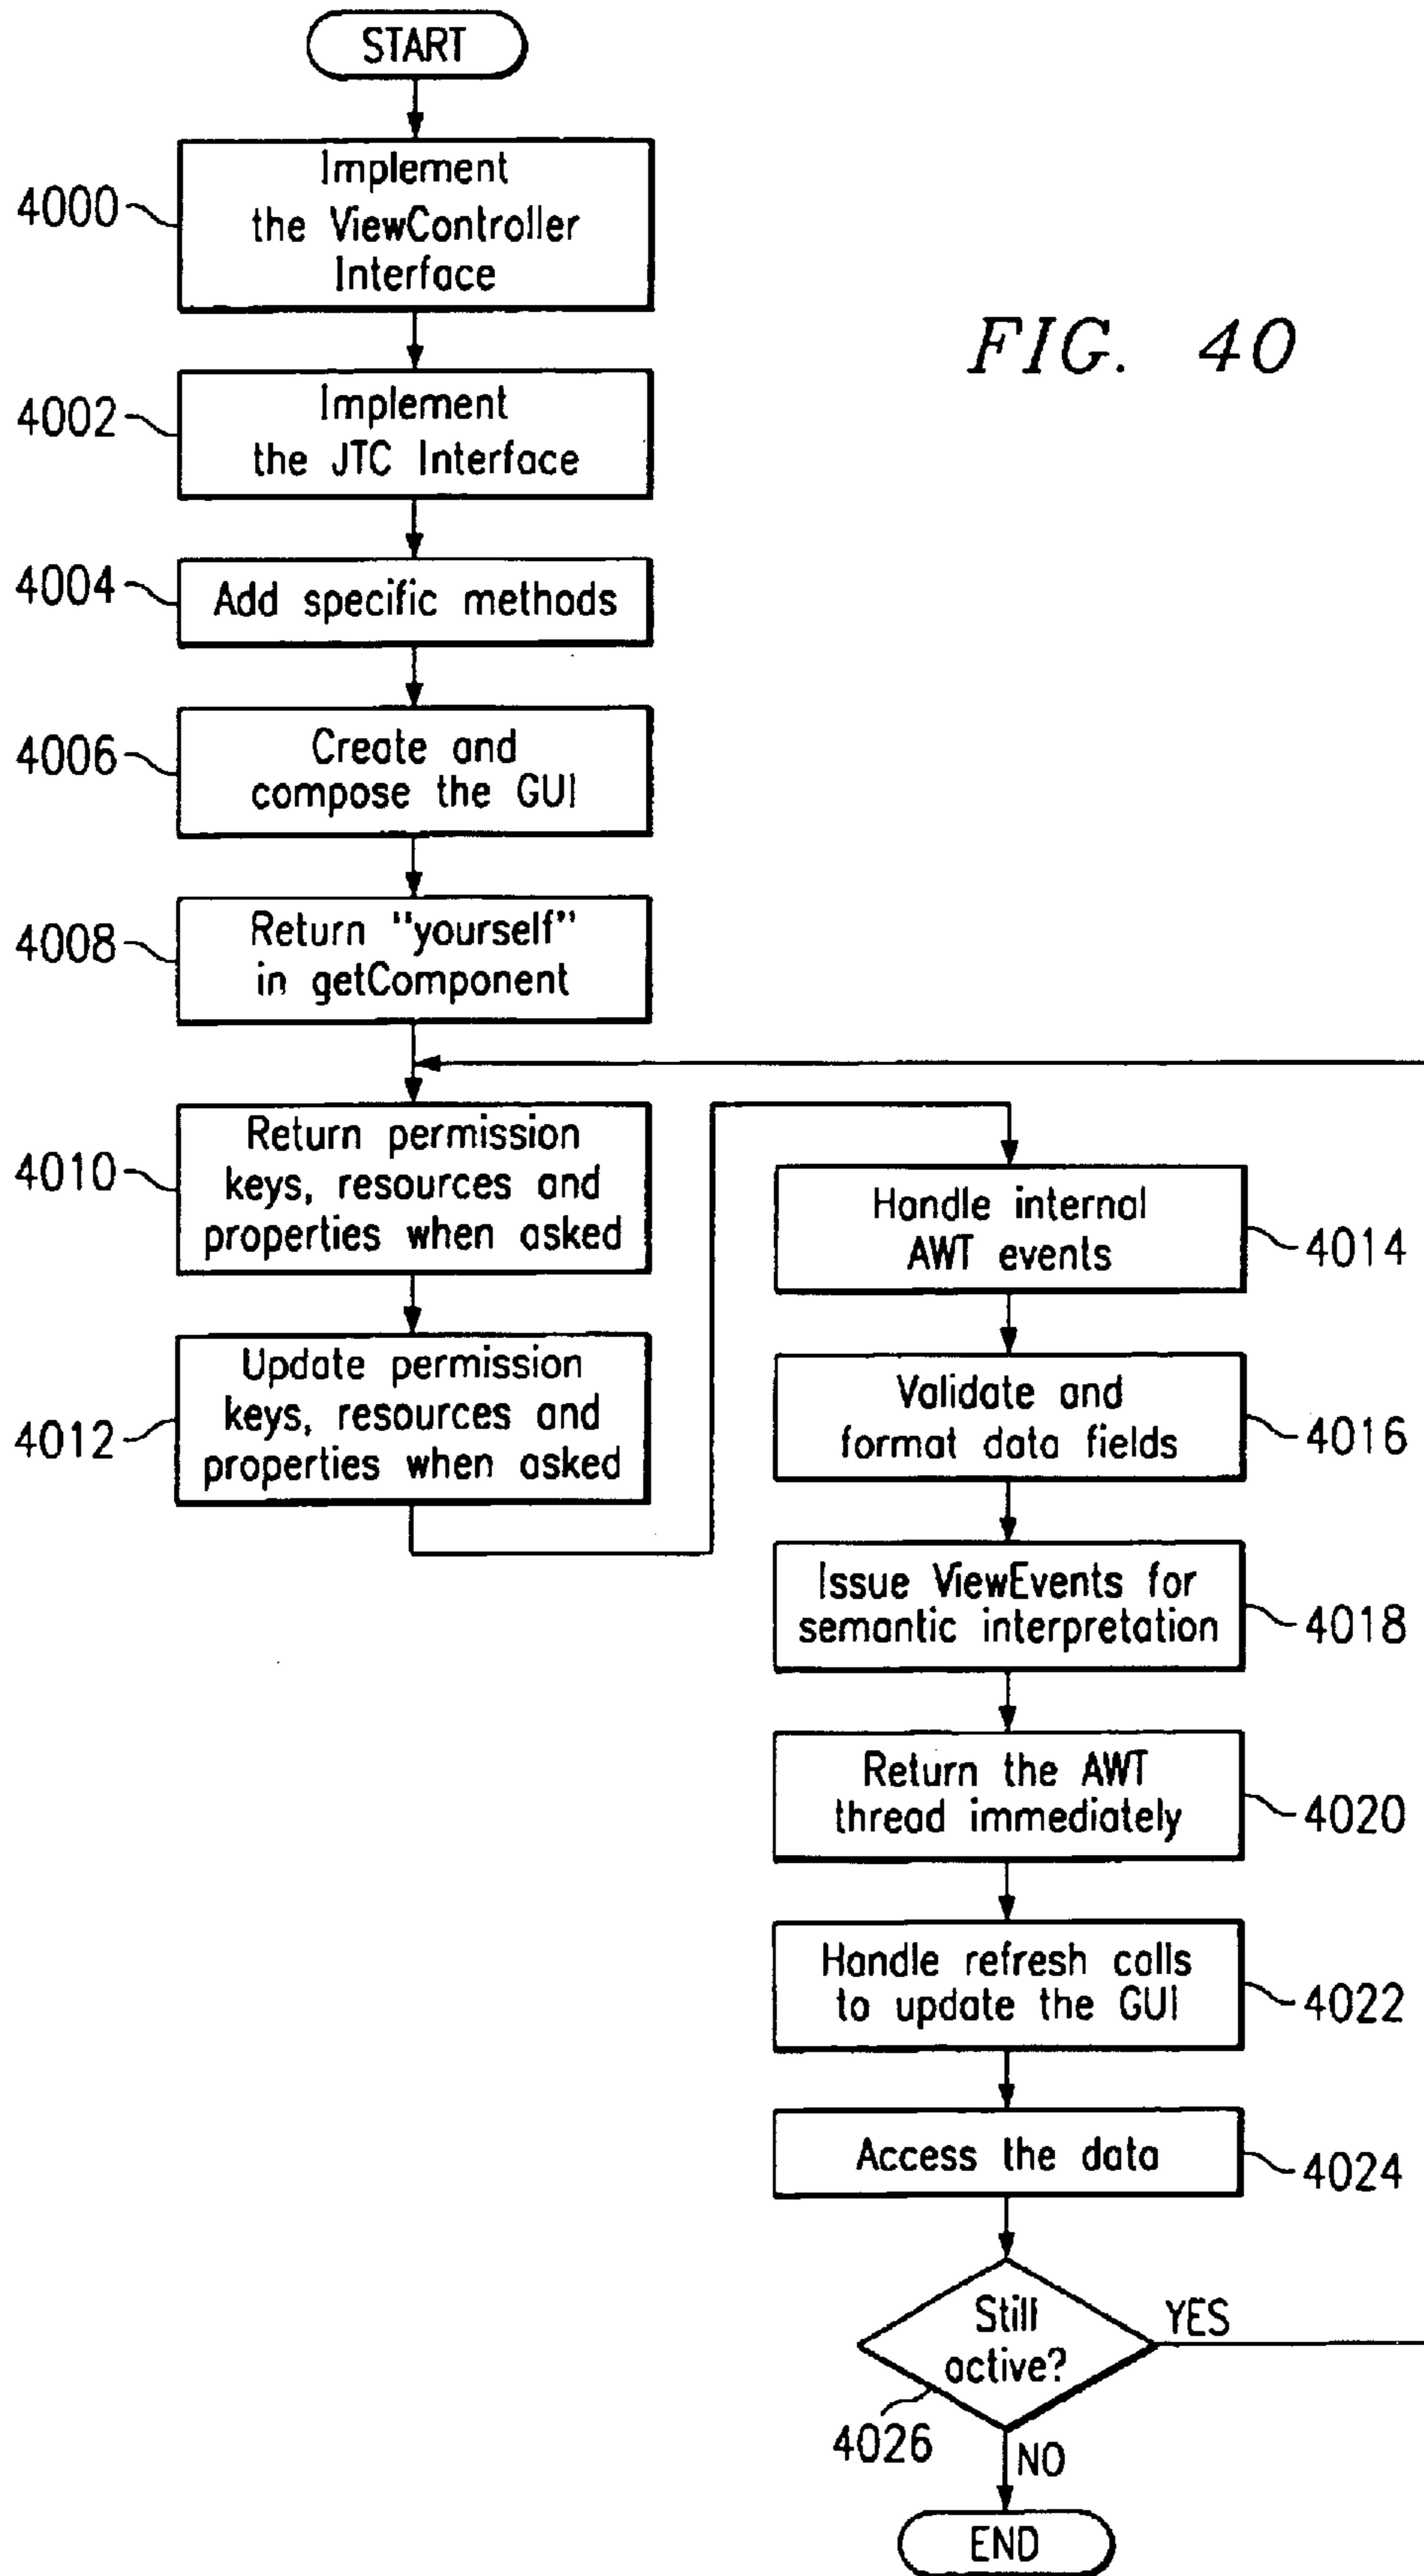 START
4000
Implement
the ViewController
Interface
FIG. 40
4002
Implement
the JTC Interface
4004
Add specific methods
4006
Create and
compose the GUI
4008
Return "yourself"
in getComponent
4010
Return permission
keys, resources and
properties when asked
4012
Update permission
keys, resources and
properties when asked
Handle internal
AWT events
4014
Validate and
format data fields
4016
Issue ViewEvents for
semantic interpretation
4018
Return the AWT
thread immediately
4020
Handle refresh calls
to update the GUI
4022
Access the data
4024
Still
active?
YES
4026
NO
END